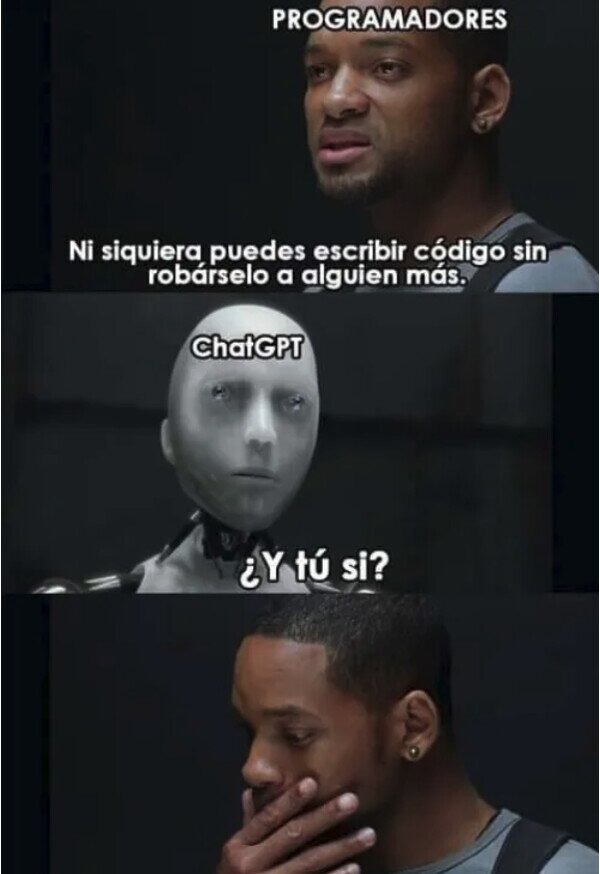 PROGRAMADORES
Ni siquiera puedes escribir código sin
robárselo a alguien más.
ChatGPT
¿Y tú si?